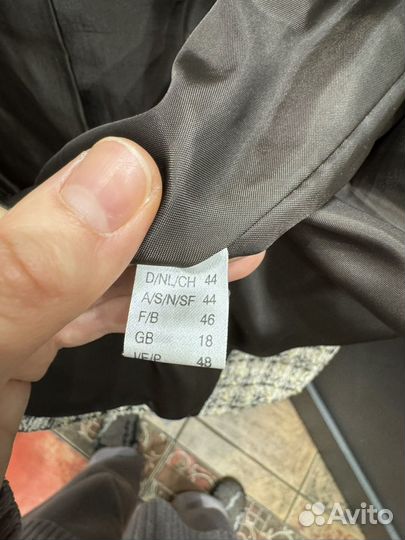 D/NL/CH 44
A/S/N/SF 44
F/B 46
GB 18
I/E/P 48
Avito